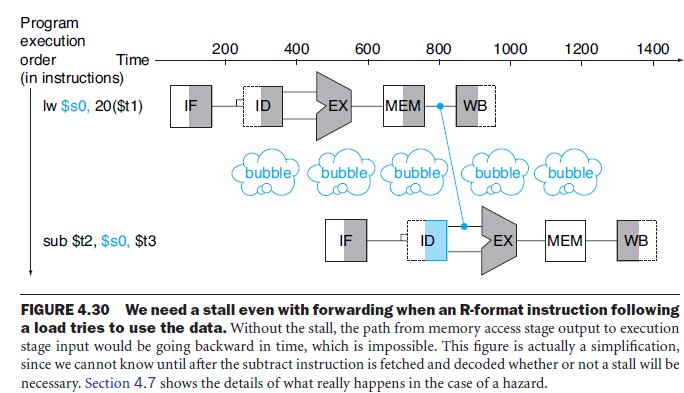 Program
execution
order Time
(in instructions)
200 400 600 800 1000 1200 1400
lw $s0, 20($t1)
IF ID EX MEM WB
bubble bubble bubble bubble bubble
sub $t2, $s0, $t3
IF ID EX MEM WB
FIGURE 4.30 We need a stall even with forwarding when an R-format instruction following
a load tries to use the data. Without the stall, the path from memory access stage output to execution
stage input would be going backward in time, which is impossible. This figure is actually a simplification,
since we cannot know until after the subtract instruction is fetched and decoded whether or not a stall will be
necessary. Section 4.7 shows the details of what really happens in the case of a hazard.